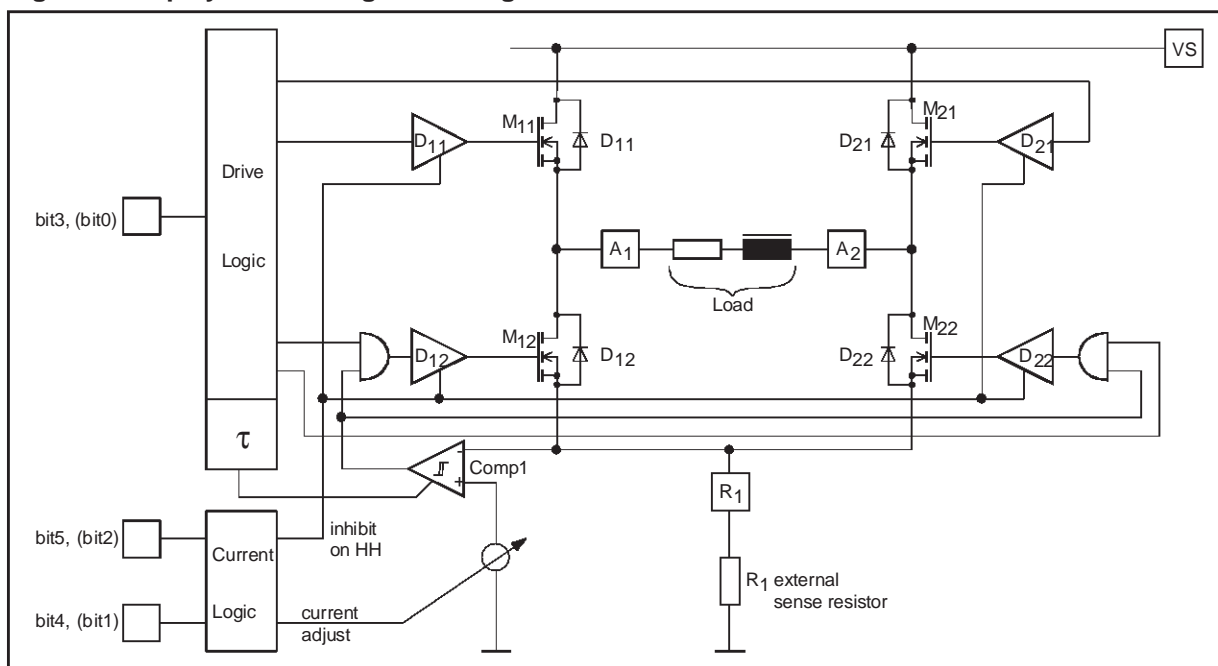 VS
M11
D11
D11
M21
D21
D21
Drive
Logic
bit3, (bit0)
A1
A2
Load
M12
D12
D12
M22
D22
D22
τ
-
+
Comp1
R1
bit5, (bit2)
inhibit
on HH
Current
Logic
bit4, (bit1)
current
adjust
R1 external
sense resistor